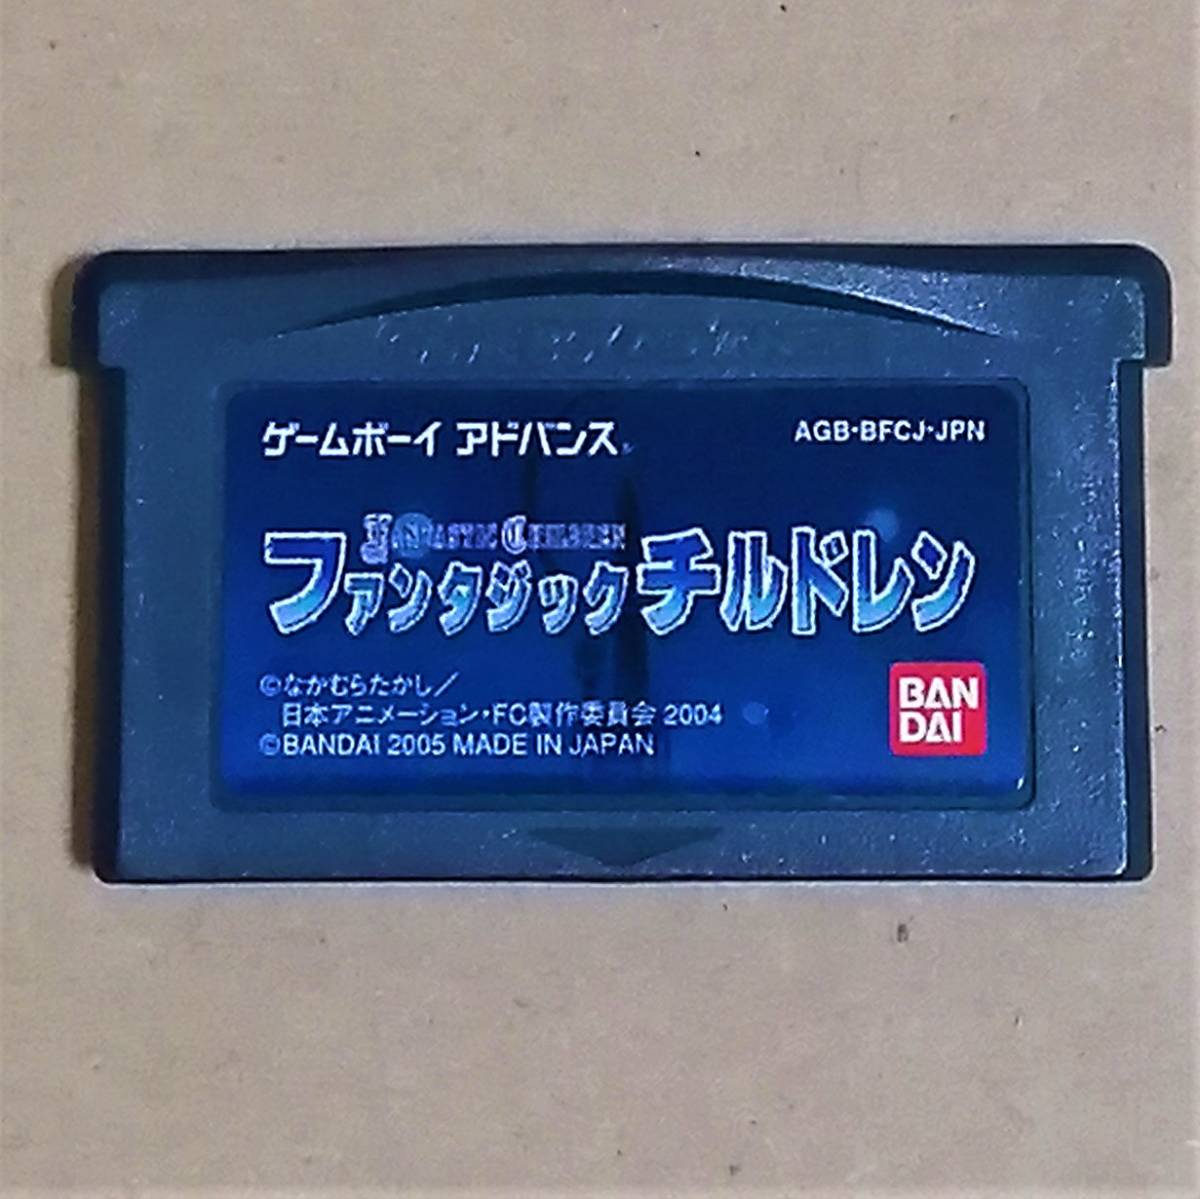 ゲームボーイ アドバンス
AGB-BFCJ-JPN
FANTASTIC CHILDREN
ファンタジック チルドレン
©なかむらたかし/
日本アニメーション・FC製作委員会 2004
©BANDAI 2005 MADE IN JAPAN
BAN
DAI